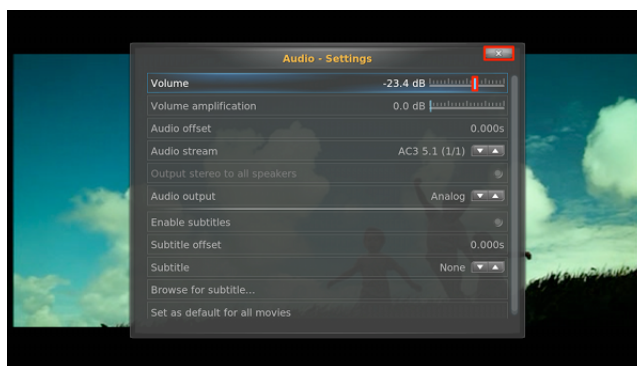 Audio - Settings
x
Volume -23.4 dB
Volume amplification 0.0 dB
Audio offset 0.000s
Audio stream AC3 5.1 (1/1)
Output stereo to all speakers
Audio output Analog
Enable subtitles
Subtitle offset 0.000s
Subtitle None
Browse for subtitle...
Set as default for all movies